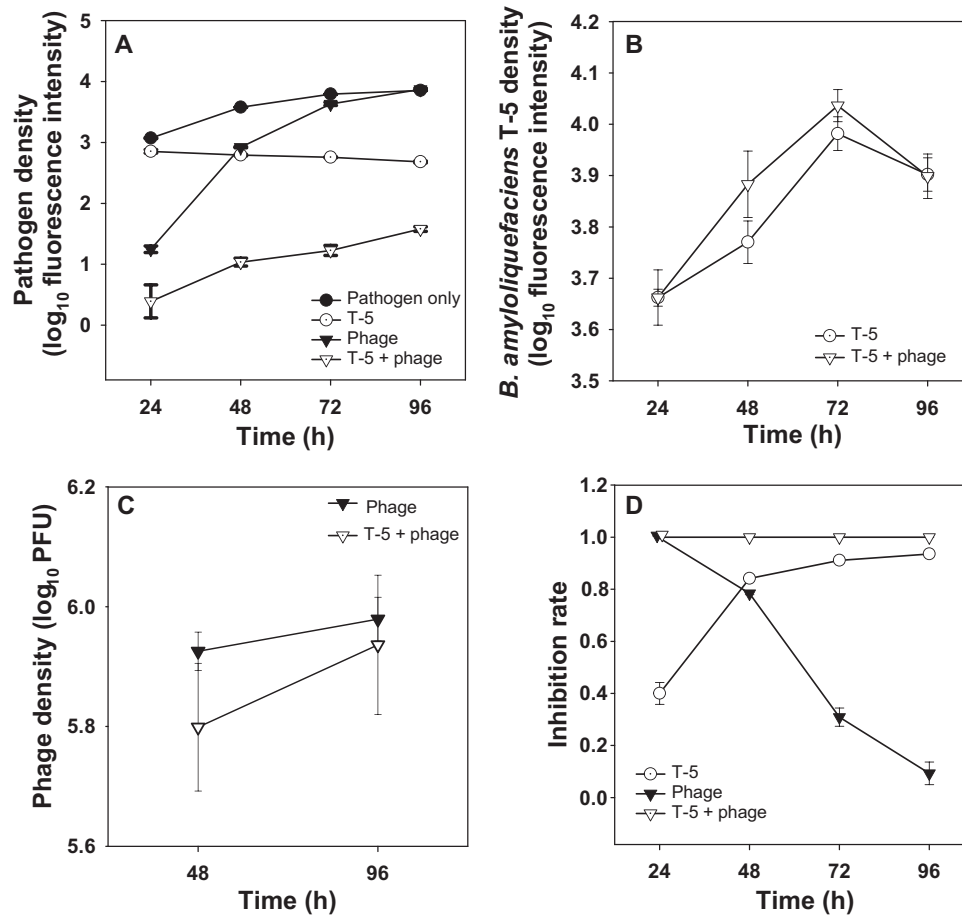 A
Pathogen density
(log10 fluorescence intensity)
5
4
3
2
1
0
Pathogen only
T-5
Phage
T-5 + phage
24 48 72 96
Time (h)
B
B. amyloliquefaciens T-5 density
(log10 fluorescence intensity)
4.2
4.1
4.0
3.9
3.8
3.7
3.6
3.5
T-5
T-5 + phage
24 48 72 96
Time (h)
C
Phage density (log10 PFU)
6.2
6.0
5.8
5.6
Phage
T-5 + phage
48 96
Time (h)
D
Inhibition rate
1.2
1.0
0.8
0.6
0.4
0.2
0.0
T-5
Phage
T-5 + phage
24 48 72 96
Time (h)